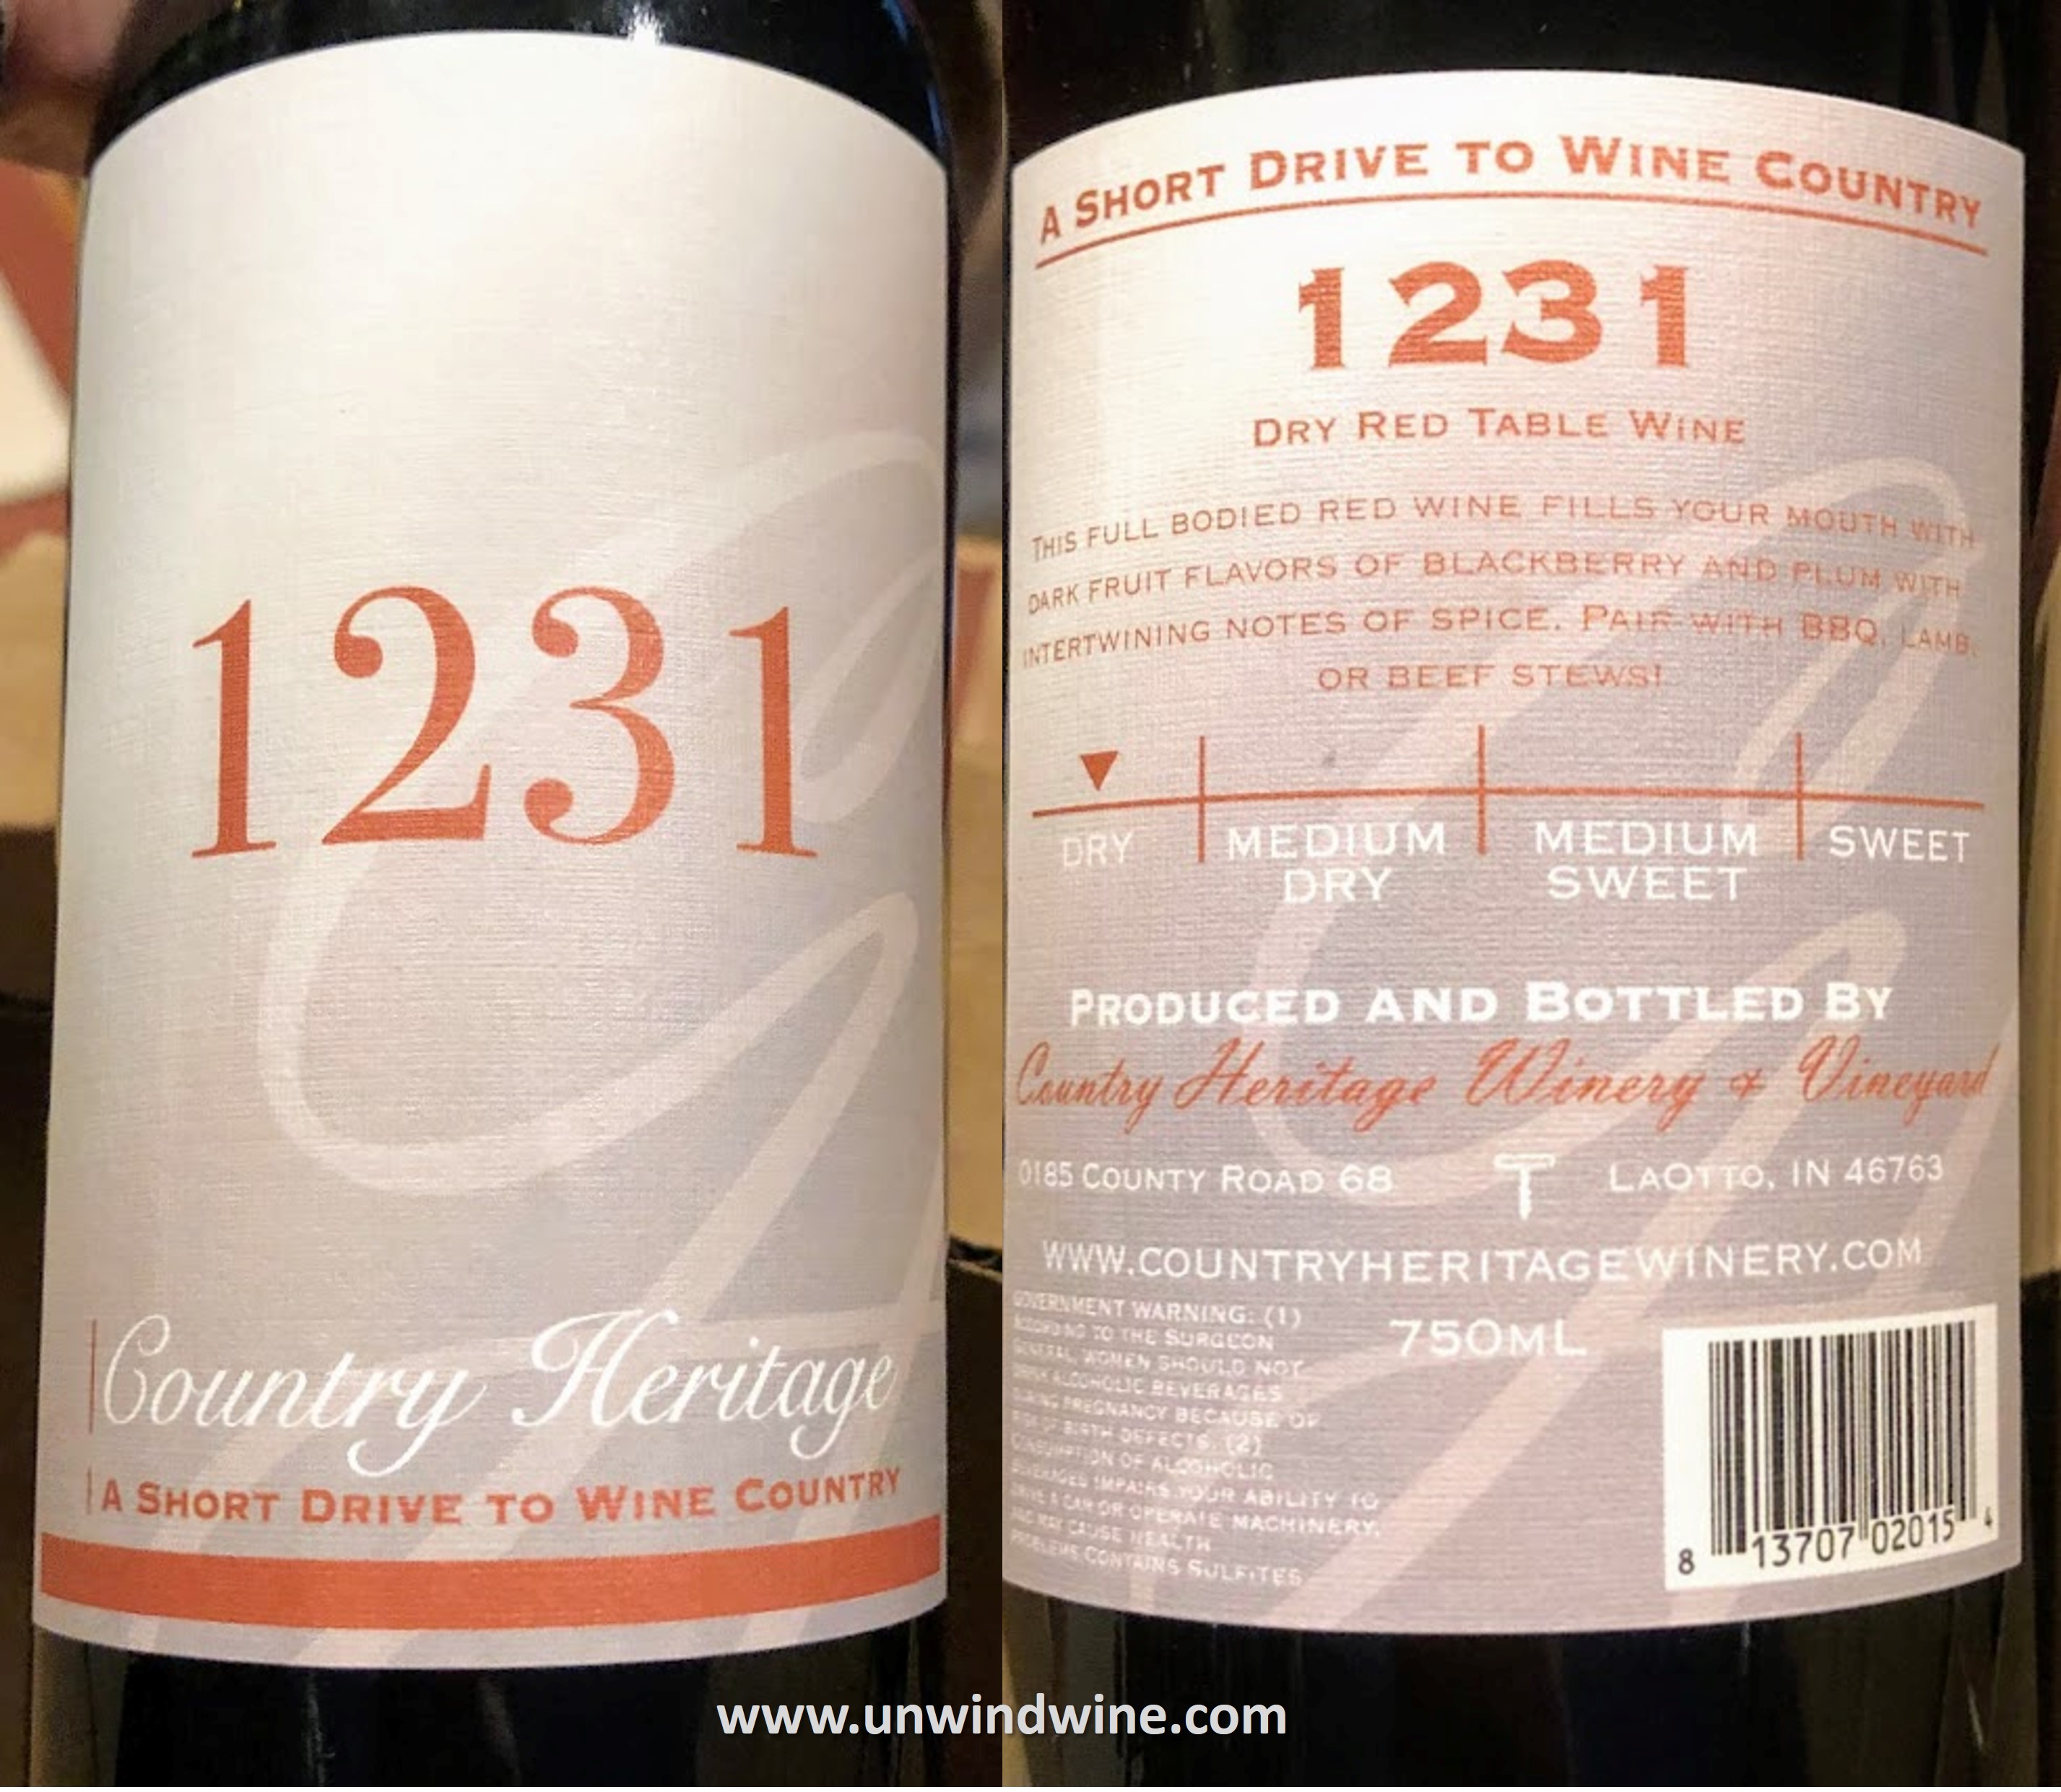 1231
Country Heritage
A SHORT DRIVE TO WINE COUNTRY
A SHORT DRIVE TO WINE COUNTRY
1231
DRY RED TABLE WINE
THIS FULL BODIED RED WINE FILLS YOUR MOUTH WITH
DARK FRUIT FLAVORS OF BLACKBERRY AND PLUM WITH
INTERTWINING NOTES OF SPICE. PAIR WITH BBQ, LAMB,
OR BEEF STEWS!
DRY
MEDIUM
DRY
MEDIUM
SWEET
SWEET
PRODUCED AND BOTTLED BY
Country Heritage Winery & Vineyard
0185 COUNTY ROAD 68 LAOTTO, IN 46763
WWW.COUNTRYHERITAGEWINERY.COM
GOVERNMENT WARNING: (1)
ACCORDING TO THE SURGEON
GENERAL, WOMEN SHOULD NOT
DRINK ALCOHOLIC BEVERAGES
DURING PREGNANCY BECAUSE OF
RISK OF BIRTH DEFECTS. (2)
CONSUMPTION OF ALCOHOLIC
BEVERAGES IMPAIRS YOUR ABILITY TO
DRIVE A CAR OR OPERATE MACHINERY,
AND MAY CAUSE HEALTH
PROBLEMS. CONTAINS SULFITES
750ML
8 13707 02015 4
www.unwindwine.com